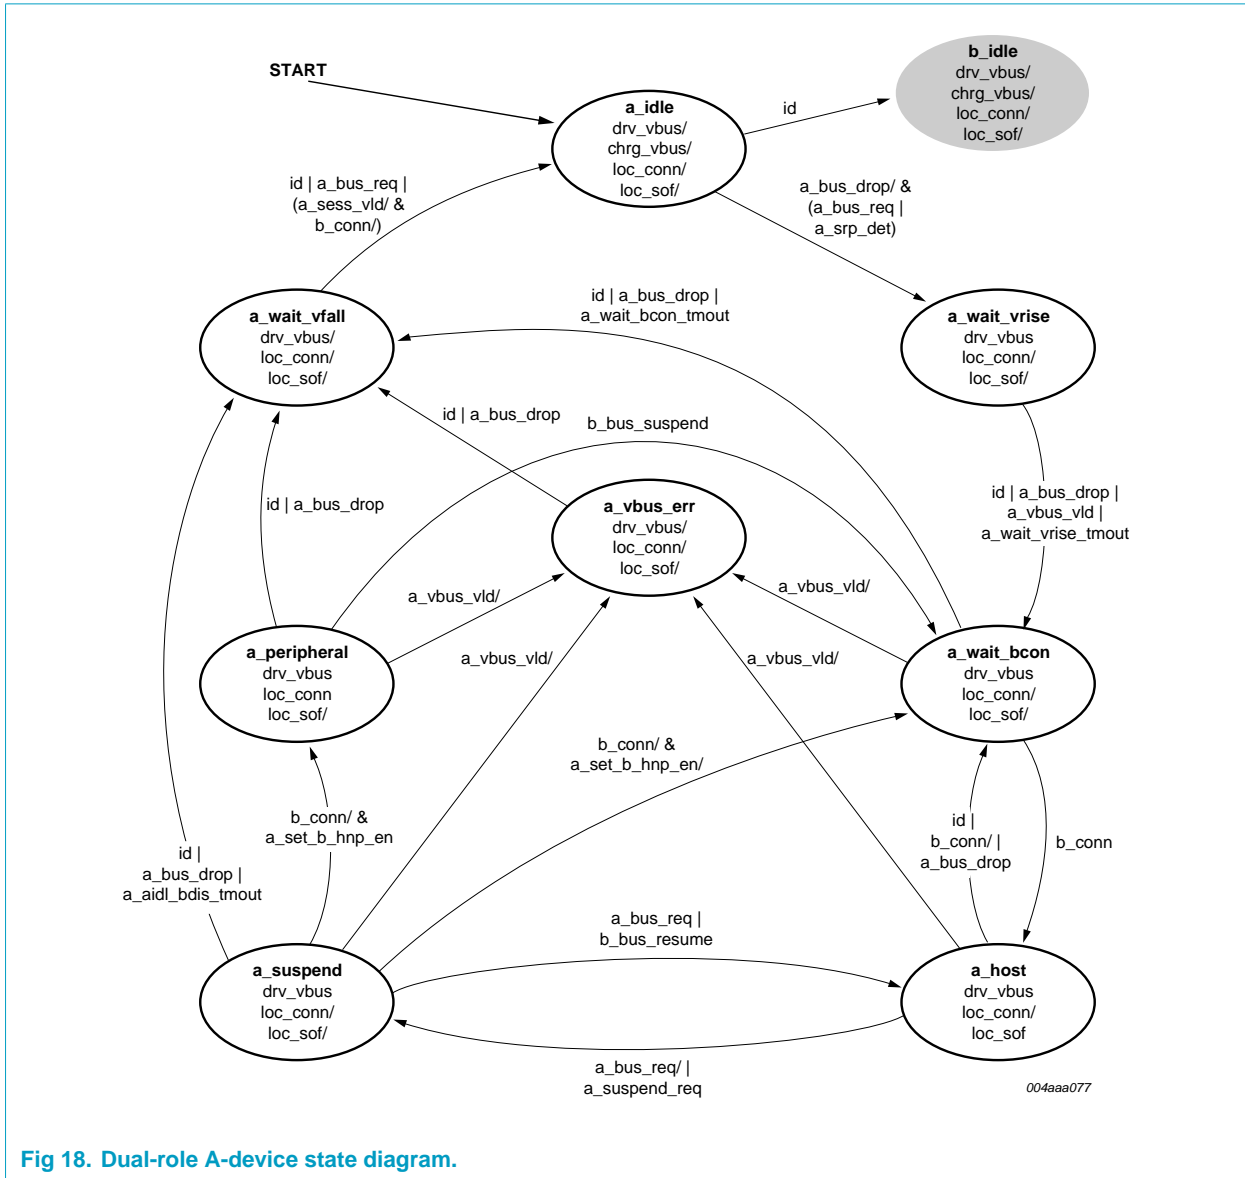 START
b_idle
drv_vbus/
chrg_vbus/
loc_conn/
loc_sof/
a_idle
drv_vbus/
chrg_vbus/
loc_conn/
loc_sof/
id
id | a_bus_req |
(a_sess_vld/ &
b_conn/)
a_bus_drop/ &
(a_bus_req |
a_srp_det)
a_wait_vfall
drv_vbus/
loc_conn/
loc_sof/
id | a_bus_drop |
a_wait_bcon_tmout
a_wait_vrise
drv_vbus
loc_conn/
loc_sof/
id | a_bus_drop
b_bus_suspend
id | a_bus_drop
a_vbus_err
drv_vbus/
loc_conn/
loc_sof/
id | a_bus_drop |
a_vbus_vld |
a_wait_vrise_tmout
a_vbus_vld/
a_vbus_vld/
a_peripheral
drv_vbus
loc_conn
loc_sof/
a_vbus_vld/
a_vbus_vld/
a_wait_bcon
drv_vbus
loc_conn/
loc_sof/
b_conn/ &
a_set_b_hnp_en/
b_conn/ &
a_set_b_hnp_en
id |
a_bus_drop |
a_aidl_bdis_tmout
id |
b_conn/ |
a_bus_drop
b_conn
a_bus_req |
b_bus_resume
a_suspend
drv_vbus
loc_conn/
loc_sof/
a_host
drv_vbus
loc_conn/
loc_sof
a_bus_req/ |
a_suspend_req
004aaa077
Fig 18. Dual-role A-device state diagram.